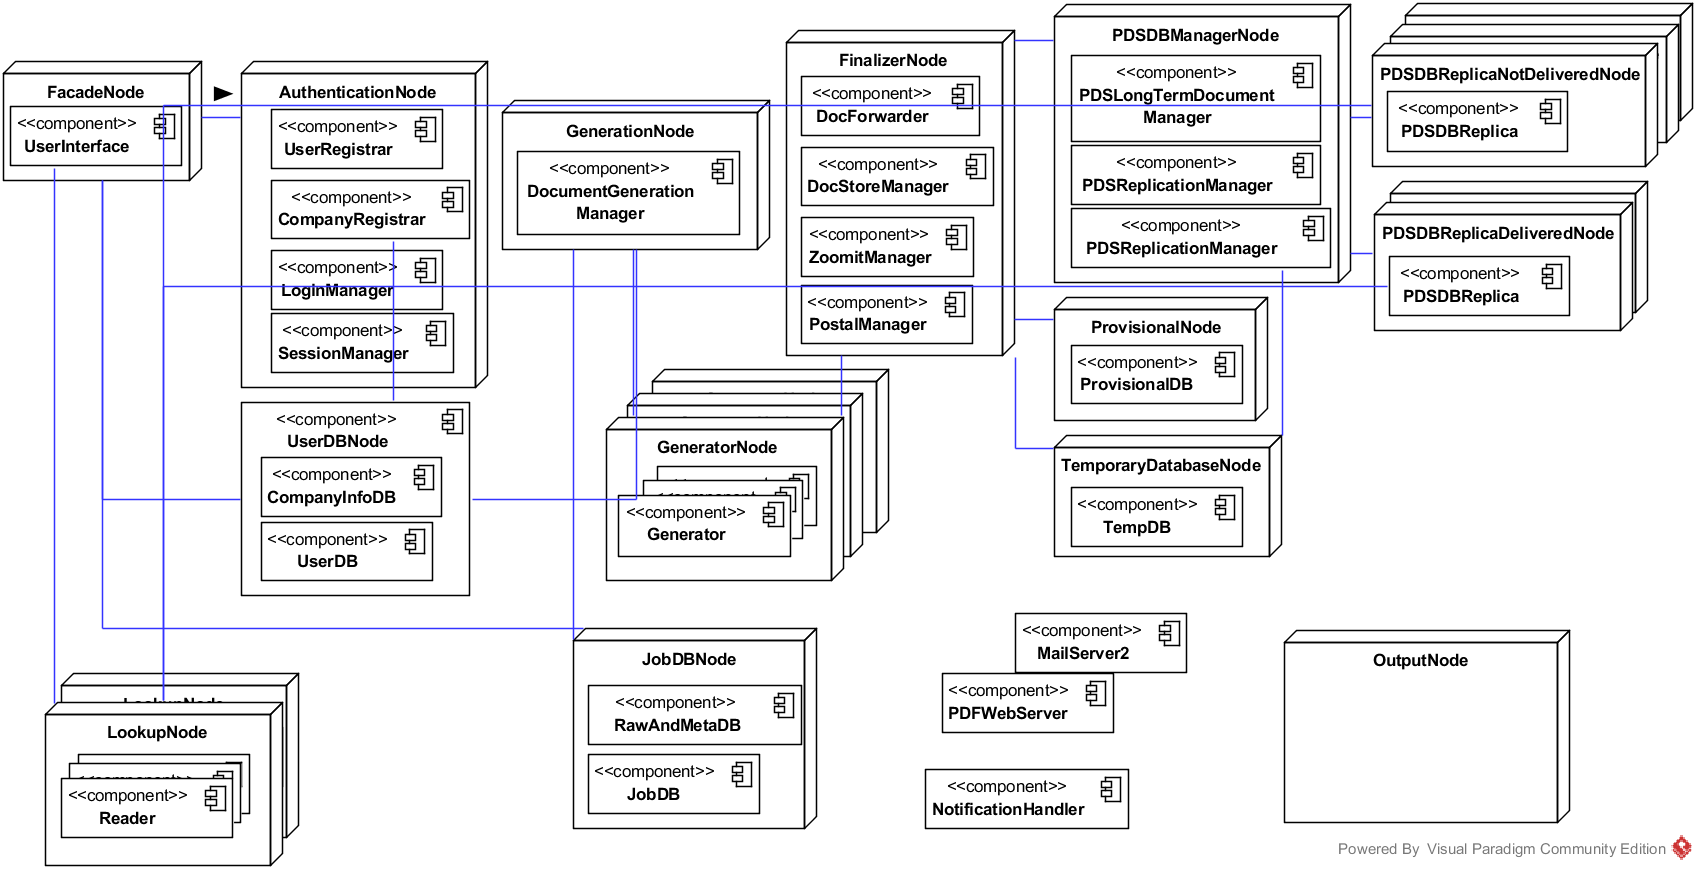 FacadeNode
<<component>>
UserInterface
AuthenticationNode
<<component>>
UserRegistrar
<<component>>
CompanyRegistrar
<<component>>
LoginManager
<<component>>
SessionManager
<<component>>
UserDBNode
<<component>>
CompanyInfoDB
<<component>>
UserDB
GenerationNode
<<component>>
DocumentGeneration
Manager
FinalizerNode
<<component>>
DocForwarder
<<component>>
DocStoreManager
<<component>>
ZoomitManager
<<component>>
PostalManager
PDSDBManagerNode
<<component>>
PDSLongTermDocument
Manager
<<component>>
PDSReplicationManager
<<component>>
PDSReplicationManager
PDSDBReplicaNotDeliveredNode
<<component>>
PDSDBReplica
PDSDBReplicaDeliveredNode
<<component>>
PDSDBReplica
ProvisionalNode
<<component>>
ProvisionalDB
TemporaryDatabaseNode
<<component>>
TempDB
GeneratorNode
<<component>>
Generator
LookupNode
LookupNode
<<component>>
Reader
JobDBNode
<<component>>
RawAndMetaDB
<<component>>
JobDB
<<component>>
MailServer2
<<component>>
PDFWebServer
<<component>>
NotificationHandler
OutputNode
Powered By Visual Paradigm Community Edition